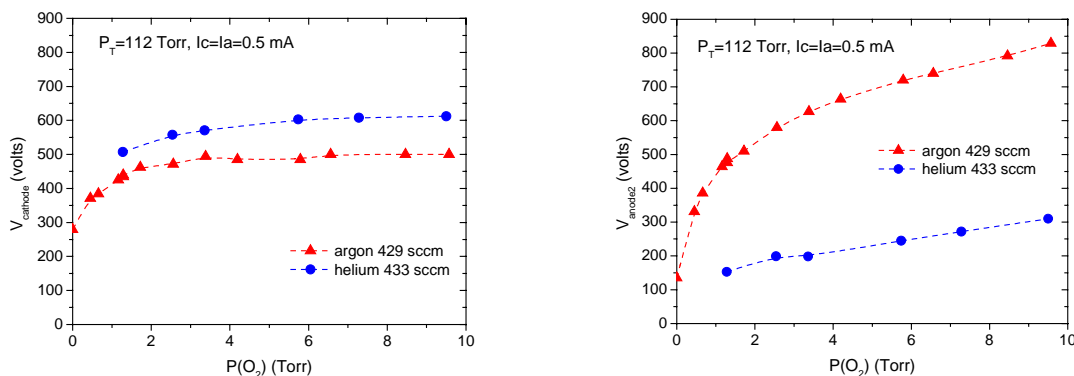 900
800
700
600
500
400
300
200
100
0
V_cathode (volts)
P_T=112 Torr, Ic=Ia=0.5 mA
argon 429 sccm
helium 433 sccm
0 2 4 6 8 10
P(O_2) (Torr)
900
800
700
600
500
400
300
200
100
0
V_anode2 (volts)
P_T=112 Torr, Ic=Ia=0.5 mA
argon 429 sccm
helium 433 sccm
0 2 4 6 8 10
P(O_2) (Torr)